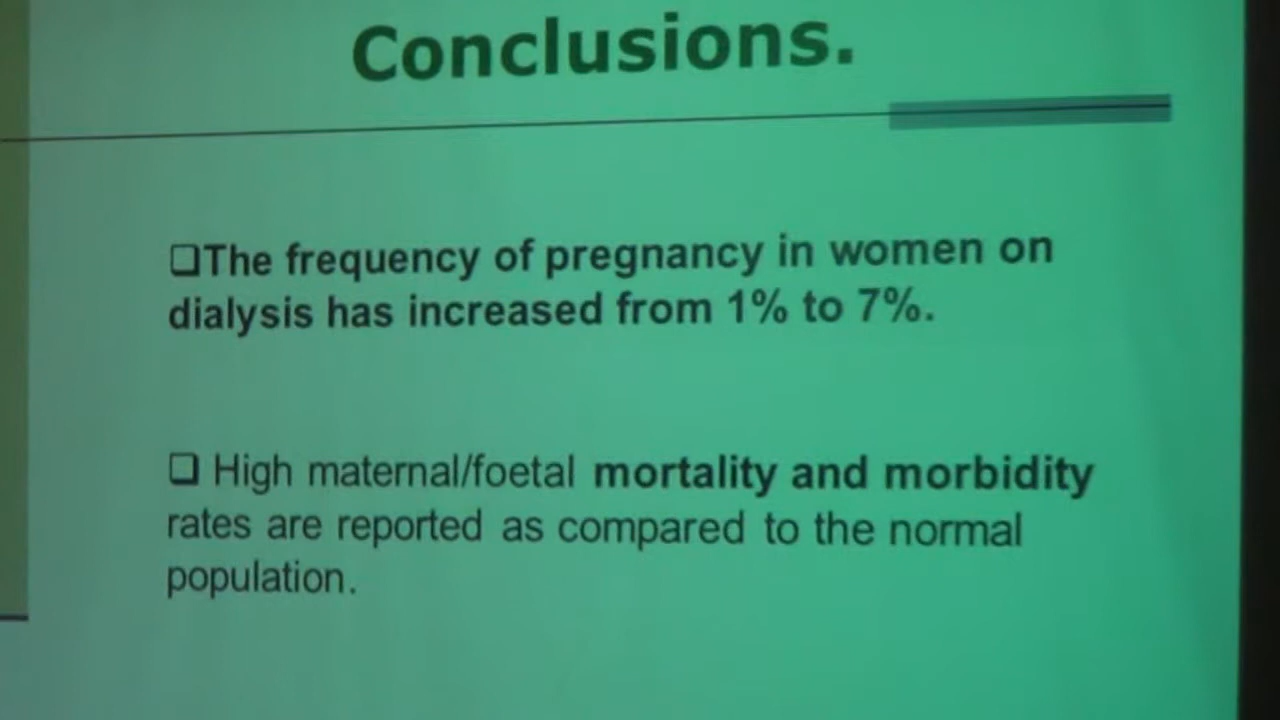 Conclusions.
❑The frequency of pregnancy in women on
dialysis has increased from 1% to 7%.
❑ High maternal/foetal mortality and morbidity
rates are reported as compared to the normal
population.